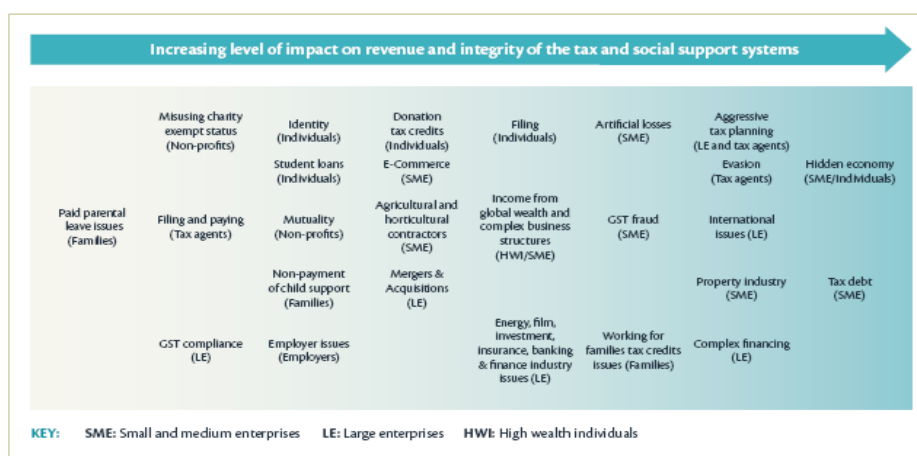 Increasing level of impact on revenue and integrity of the tax and social support systems
Paid parental
leave issues
(Families)
Misusing charity
exempt status
(Non-profits)
Filing and paying
(Tax agents)
GST compliance
(LE)
Identity
(Individuals)
Student loans
(Individuals)
Mutuality
(Non-profits)
Non-payment
of child support
(Families)
Employer issues
(Employers)
Donation
tax credits
(Individuals)
E-Commerce
(SME)
Agricultural and
horticultural
contractors
(SME)
Mergers &
Acquisitions
(LE)
Filing
(Individuals)
Income from
global wealth and
complex business
structures
(HWI/SME)
Energy, film,
investment,
insurance, banking
& finance industry
issues (LE)
Artificial losses
(SME)
GST fraud
(SME)
Working for
families tax credits
issues (Families)
Aggressive
tax planning
(LE and tax agents)
Evasion
(Tax agents)
International
issues (LE)
Property industry
(SME)
Complex financing
(LE)
Hidden economy
(SME/Individuals)
Tax debt
(SME)
KEY: SME: Small and medium enterprises LE: Large enterprises HWI: High wealth individuals